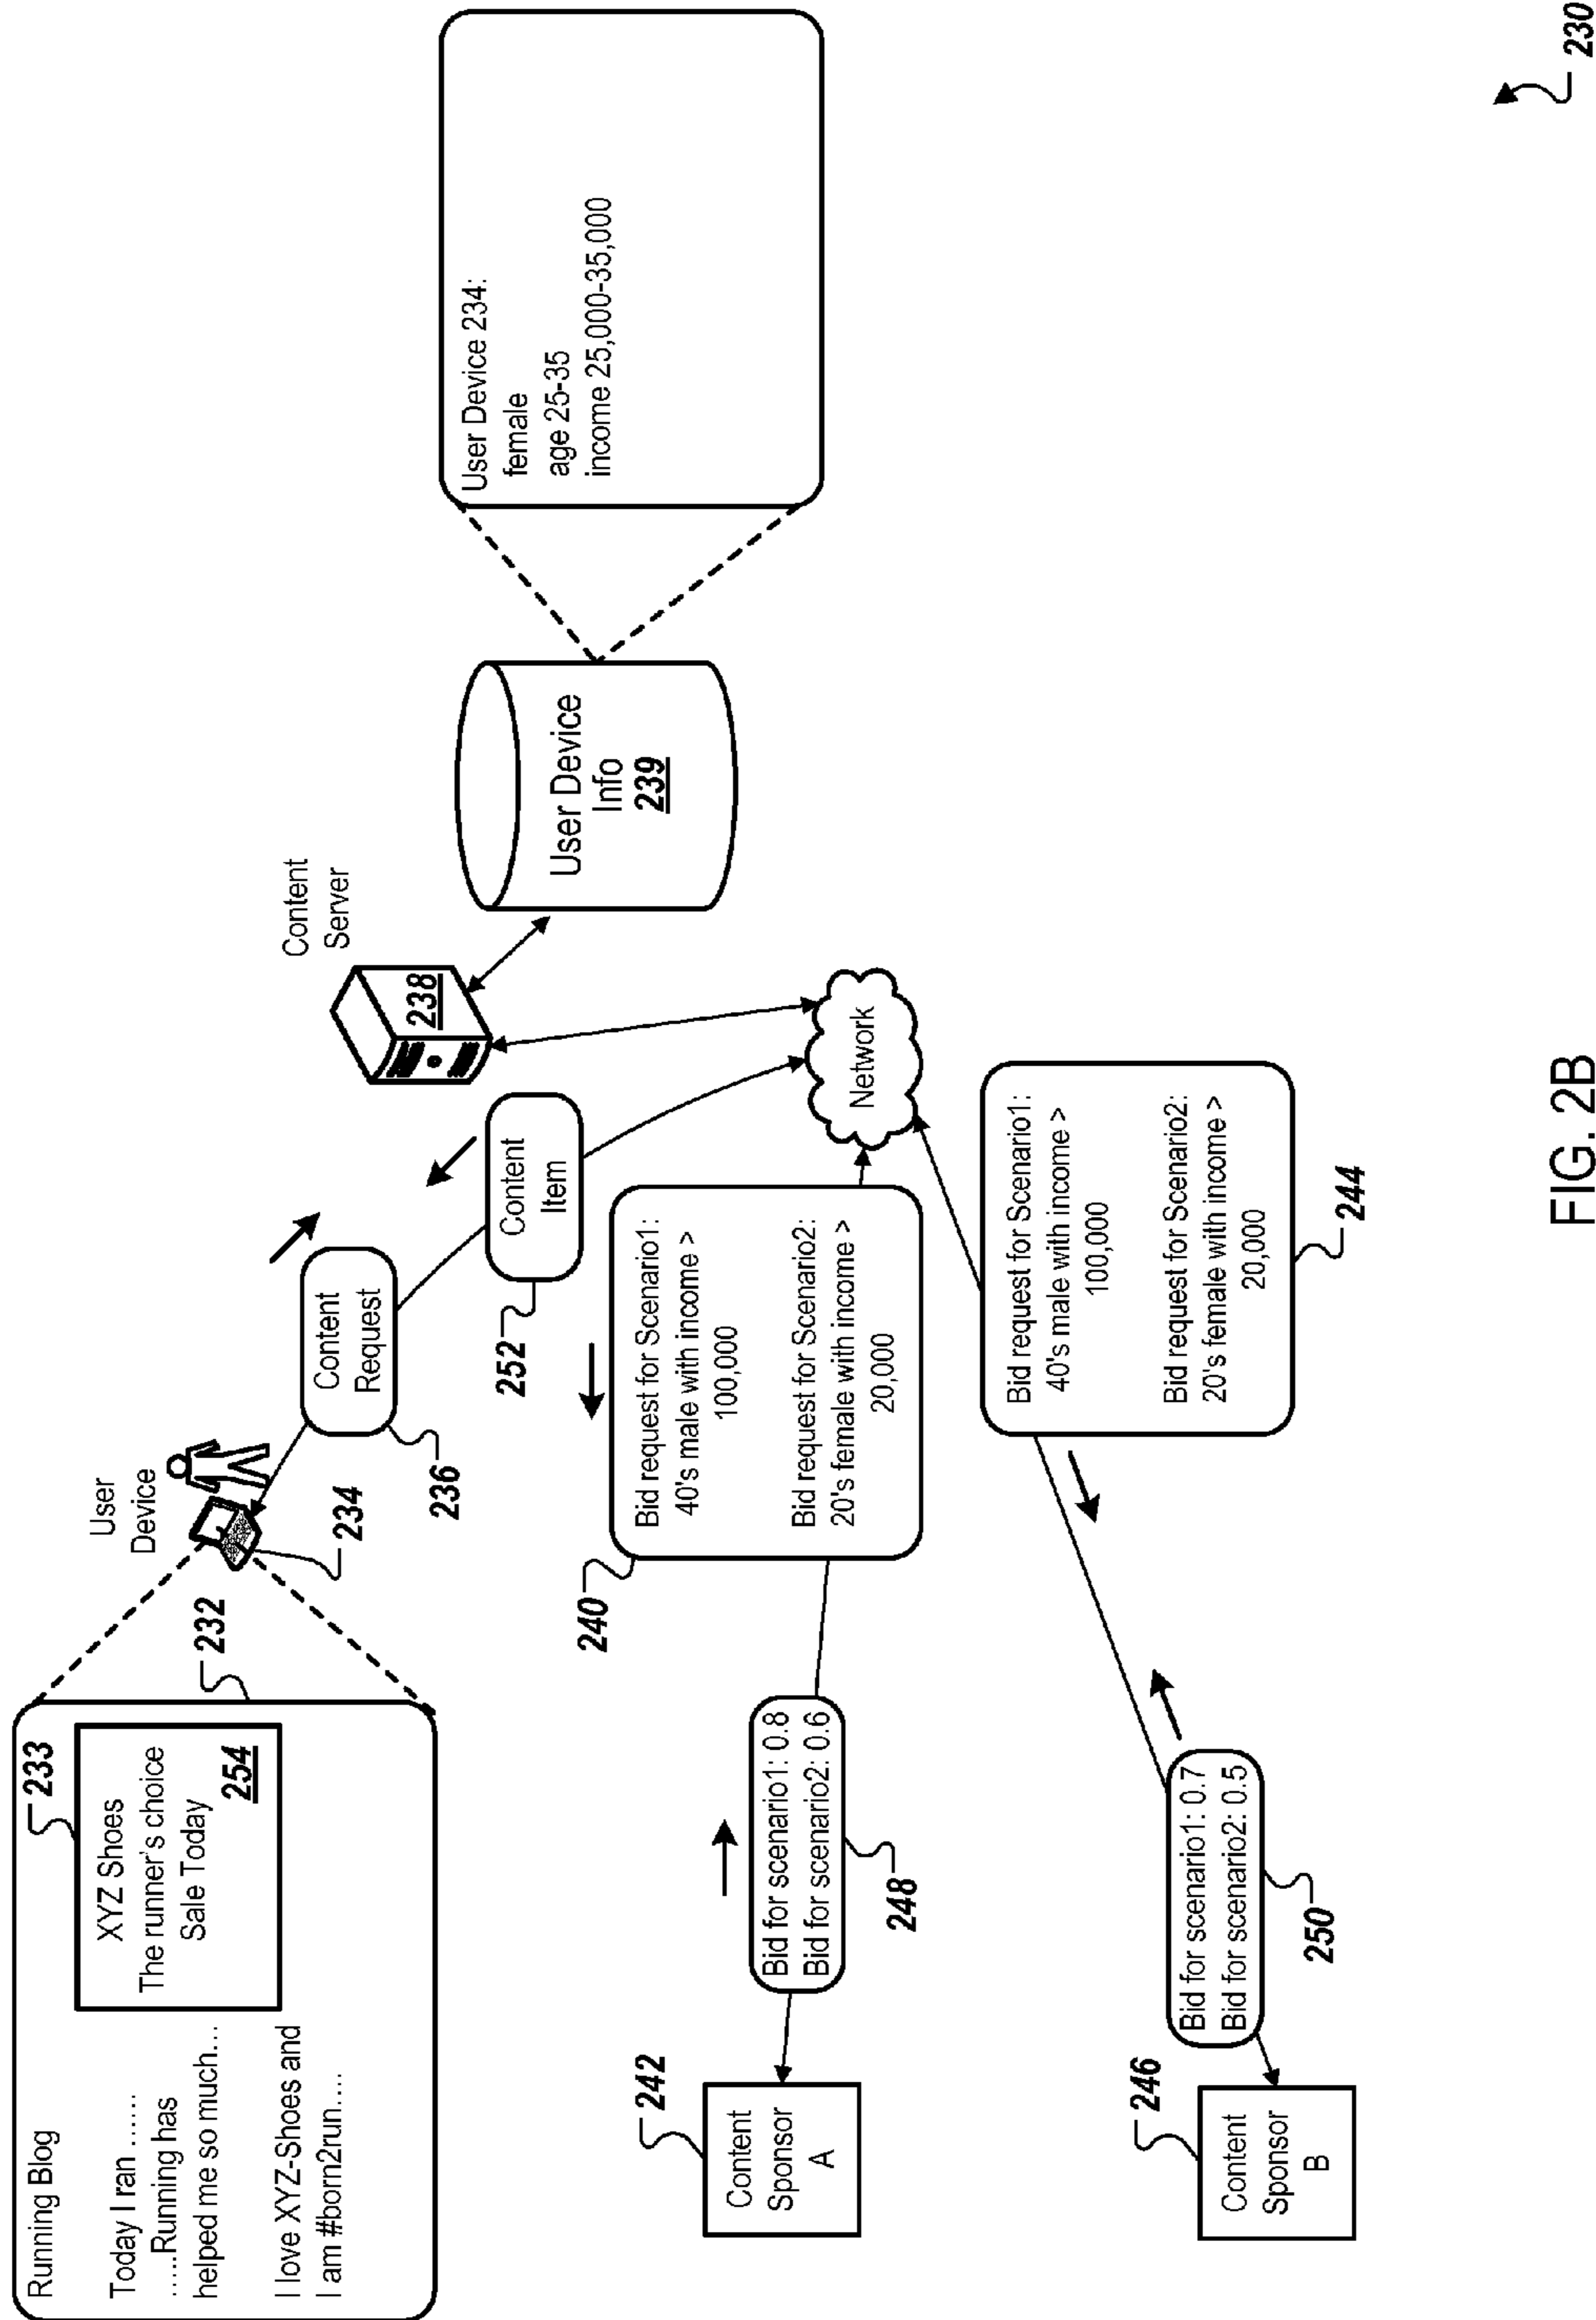 Running Blog
Today I ran ......
.....Running has
helped me so much...
I love XYZ-Shoes and
I am #born2run....
233
XYZ Shoes
The runner's choice
Sale Today
254
232
User
Device
234
Content
Request
236
Content
Item
252
Content
Server
238
User Device
Info
239
User Device 234:
female
age 25-35
income 25,000-35,000
Network
240
Bid request for Scenario1:
40's male with income >
100,000
Bid request for Scenario2:
20's female with income >
20,000
242
Content
Sponsor
A
Bid for scenario1: 0.8
Bid for scenario2: 0.6
248
Bid request for Scenario1:
40's male with income >
100,000
Bid request for Scenario2:
20's female with income >
20,000
244
246
Content
Sponsor
B
Bid for scenario1: 0.7
Bid for scenario2: 0.5
250
230
FIG. 2B